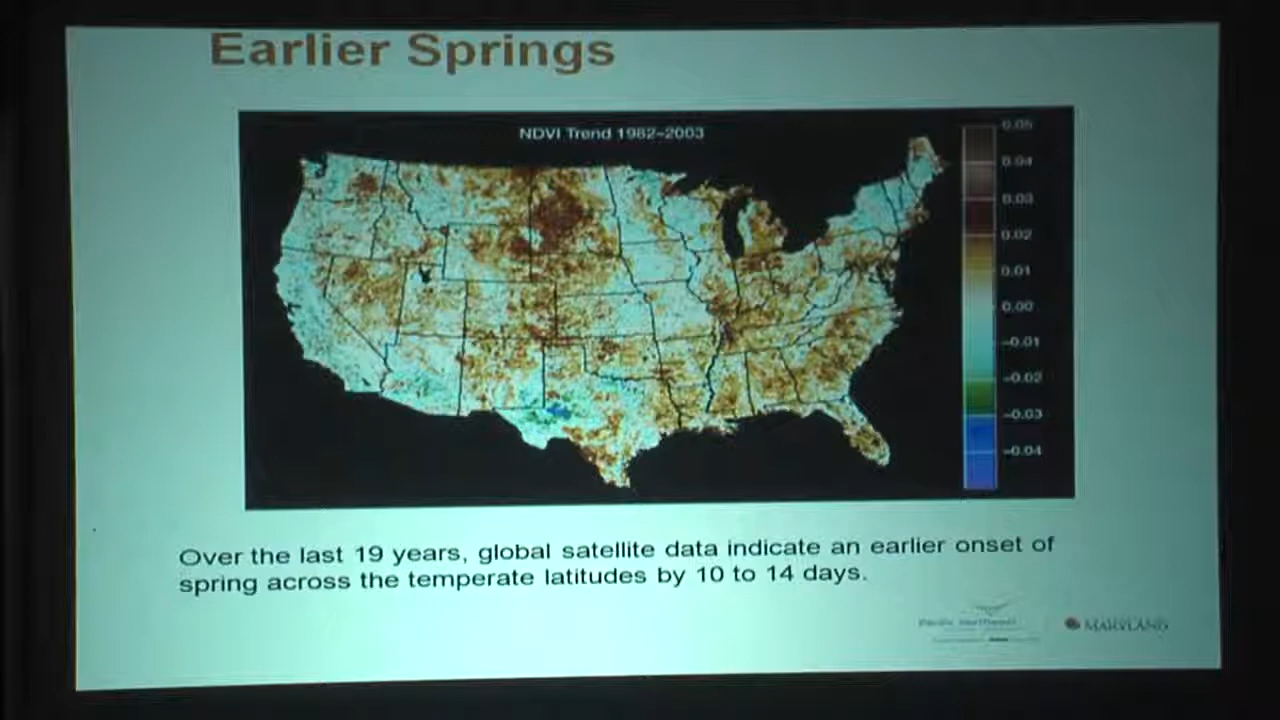 Earlier Springs
NDVI Trend 1982–2003
0.05
0.04
0.03
0.02
0.01
0.00
−0.01
−0.02
−0.03
−0.04
Over the last 19 years, global satellite data indicate an earlier onset of
spring across the temperate latitudes by 10 to 14 days.
Pacific Northwest
MARYLAND